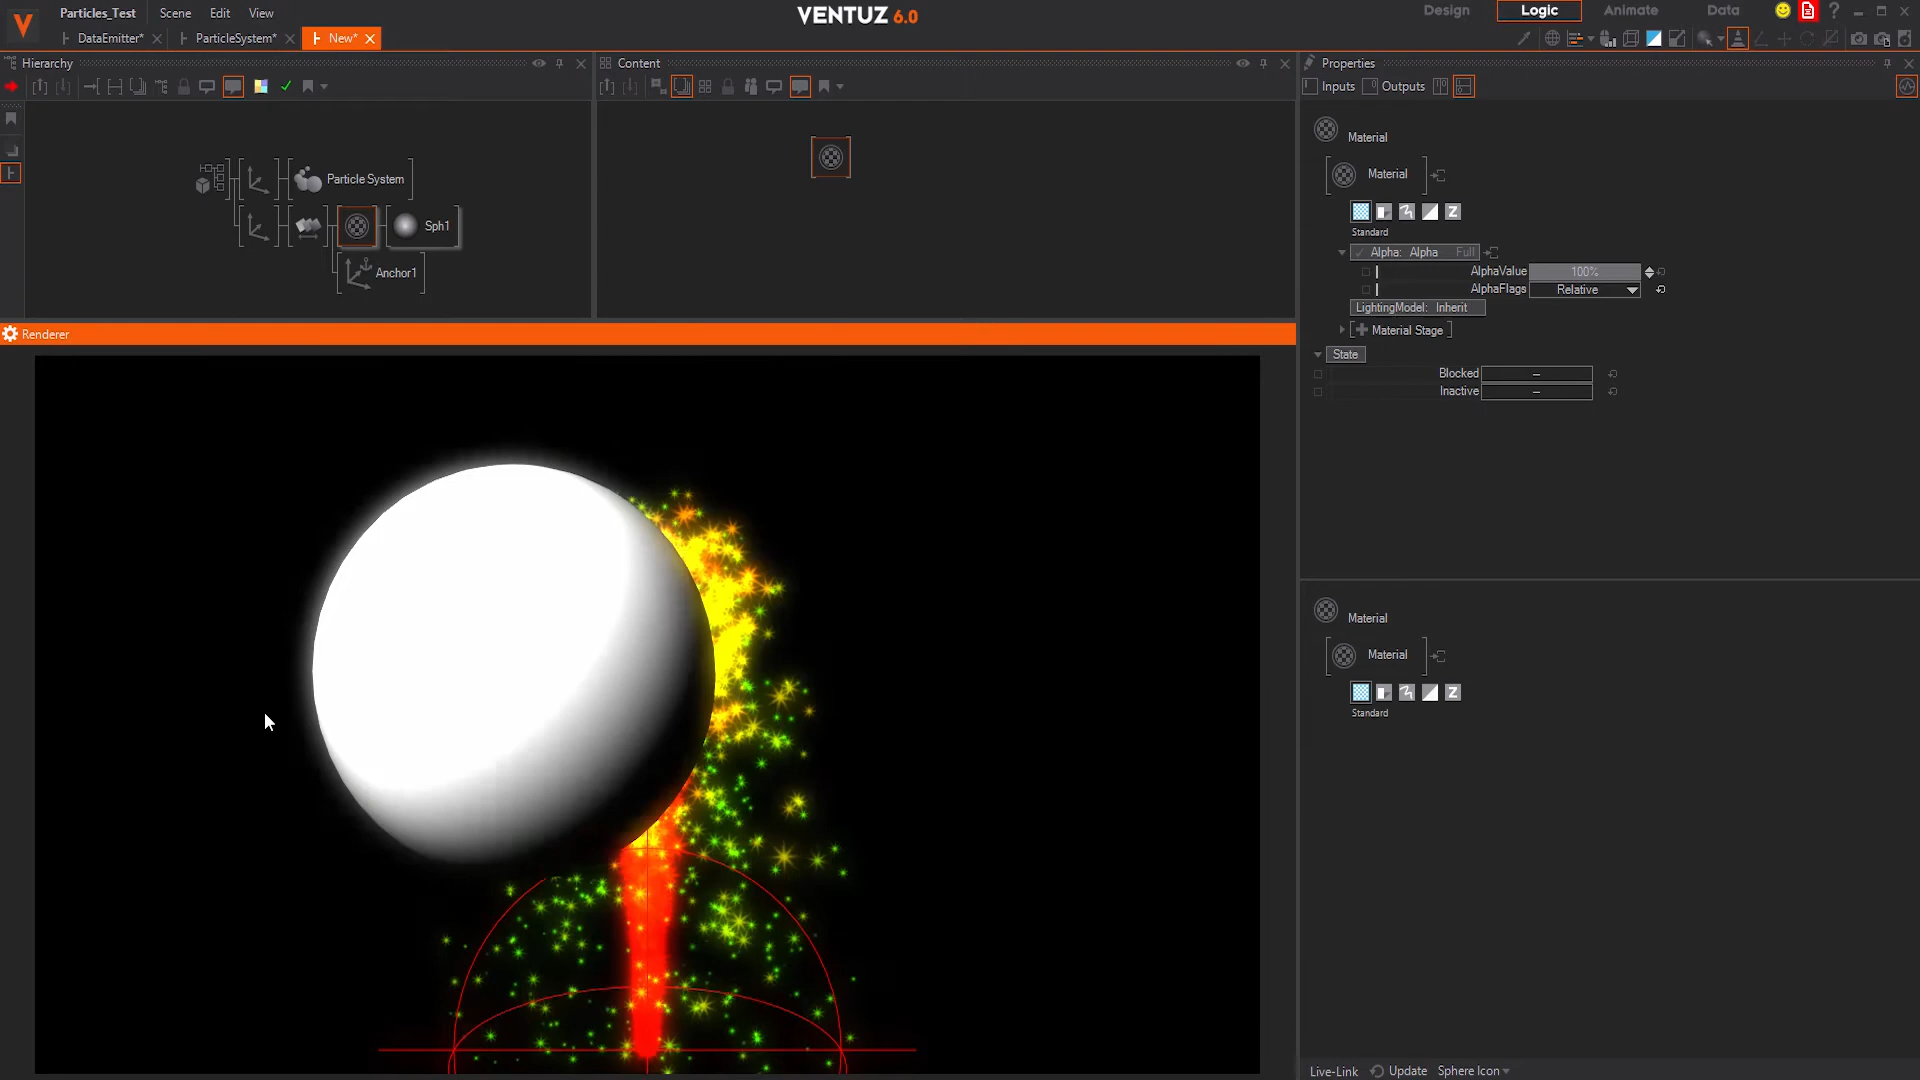 Particles_Test Scene Edit View
VENTUZ 6.0
Design Logic Animate Data
DataEmitter* ParticleSystem* New*
Hierarchy
Content
Properties
Inputs Outputs
Particle System
Sph1
Anchor1
Renderer
Material
Material
Z
Standard
Alpha: Alpha Full
AlphaValue 100%
AlphaFlags Relative
LightingModel: Inherit
Material Stage
State
Blocked –
Inactive –
Material
Material
Z
Standard
Live-Link Update Sphere Icon